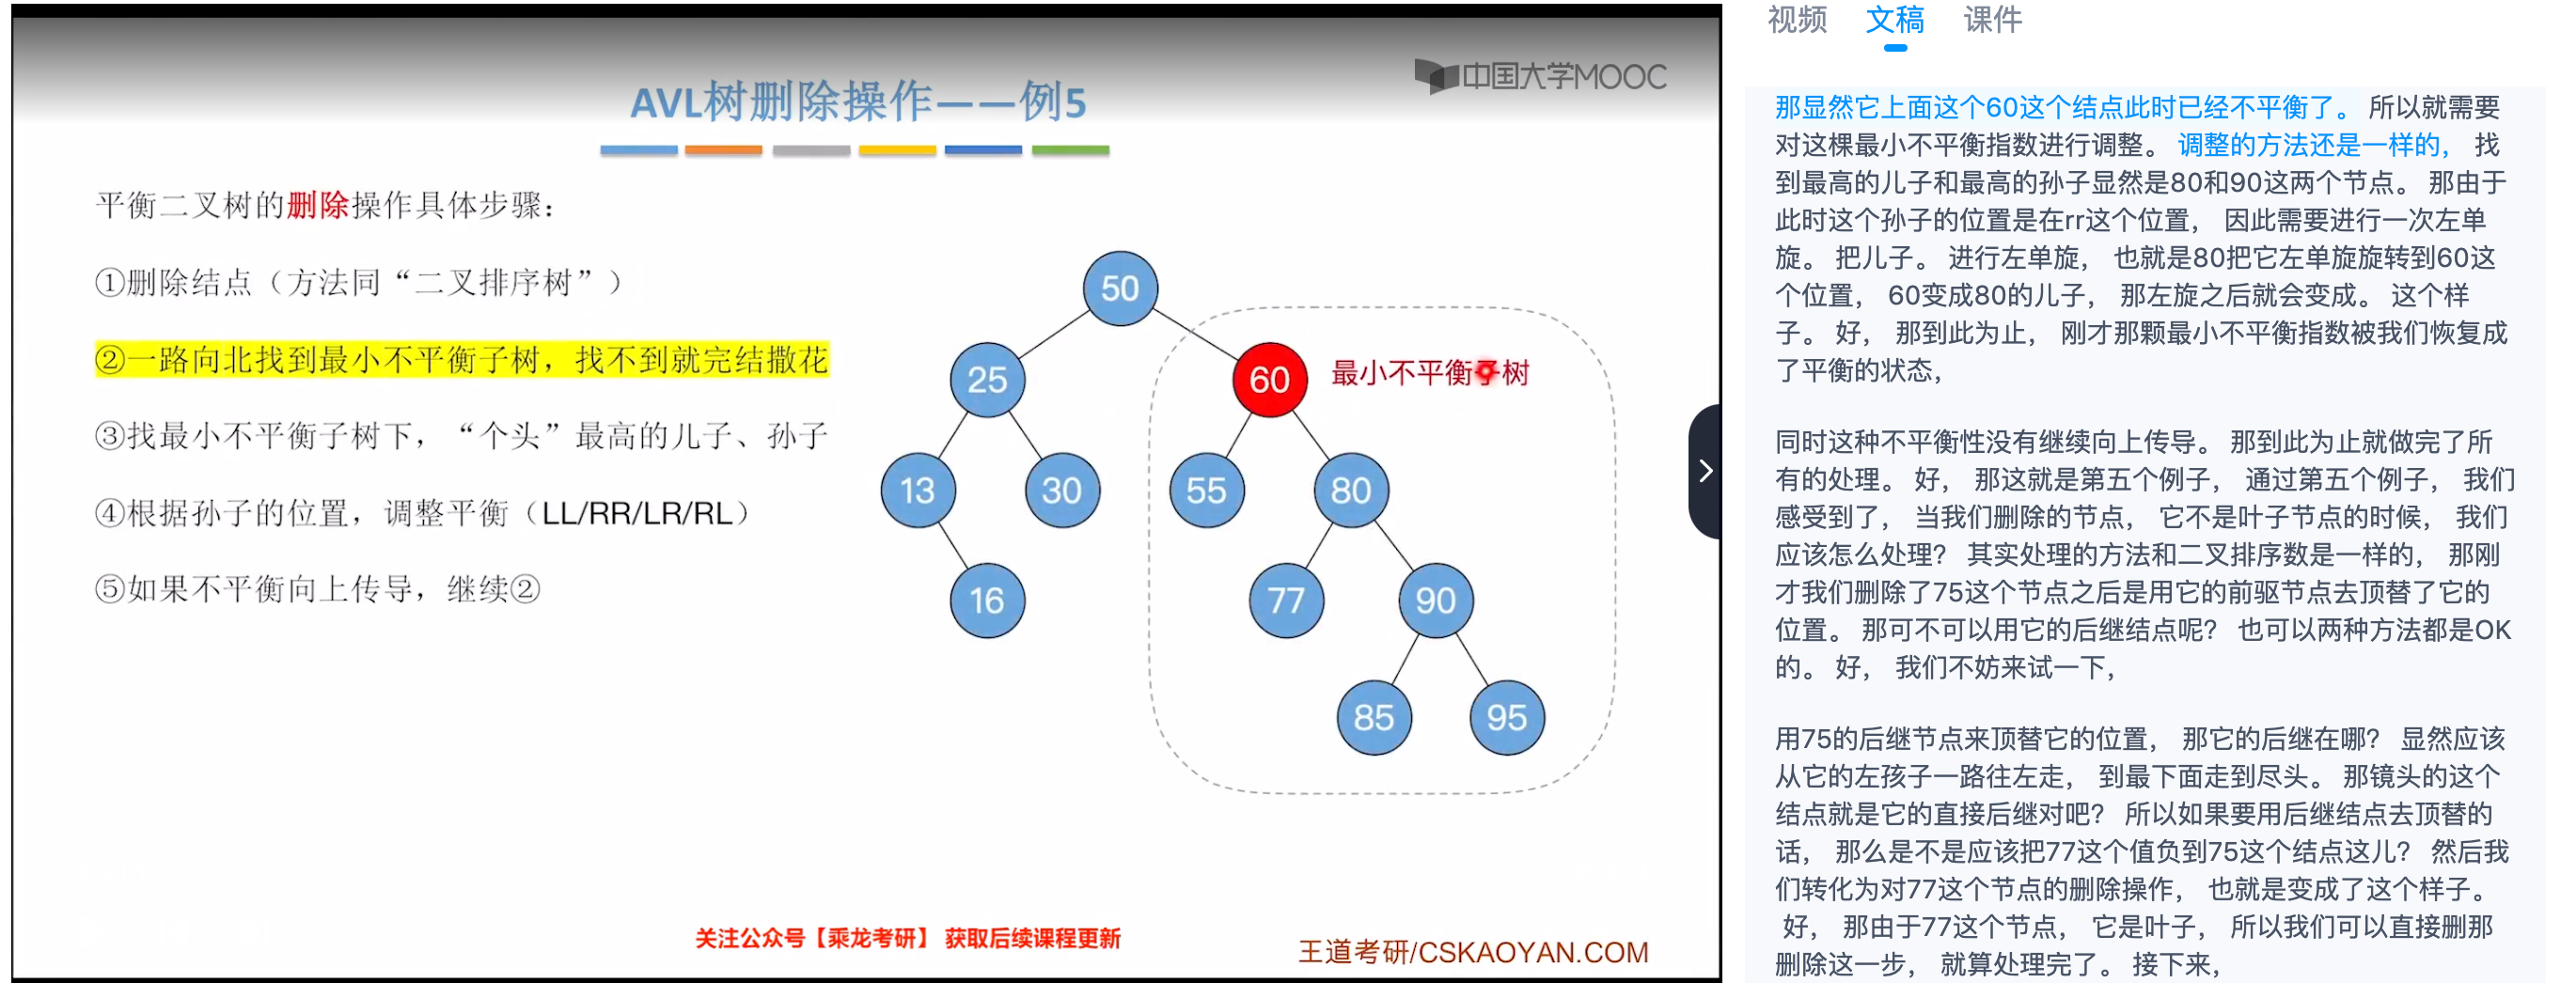 中国大学MOOC
AVL树删除操作——例5
平衡二叉树的删除操作具体步骤：
①删除结点（方法同“二叉排序树”）
②一路向北找到最小不平衡子树，找不到就完结撒花
③找最小不平衡子树下，“个头”最高的儿子、孙子
④根据孙子的位置，调整平衡（LL/RR/LR/RL）
⑤如果不平衡向上传导，继续②
50
25
60
最小不平衡子树
13
30
55
80
16
77
90
85
95
关注公众号【乘龙考研】 获取后续课程更新
王道考研/CSKAOYAN.COM
视频 文稿 课件
那显然它上面这个60这个结点此时已经不平衡了。 所以就需要
对这棵最小不平衡指数进行调整。 调整的方法还是一样的， 找
到最高的儿子和最高的孙子显然是80和90这两个节点。 那由于
此时这个孙子的位置是在rr这个位置， 因此需要进行一次左单
旋。 把儿子。 进行左单旋， 也就是80把它左单旋旋转到60这
个位置， 60变成80的儿子， 那左旋之后就会变成。 这个样
子。 好， 那到此为止， 刚才那颗最小不平衡指数被我们恢复成
了平衡的状态，
同时这种不平衡性没有继续向上传导。 那到此为止就做完了所
有的处理。 好， 那这就是第五个例子， 通过第五个例子， 我们
感受到了， 当我们删除的节点， 它不是叶子节点的时候， 我们
应该怎么处理？ 其实处理的方法和二叉排序数是一样的， 那刚
才我们删除了75这个节点之后是用它的前驱节点去顶替了它的
位置。 那可不可以用它的后继结点呢？ 也可以两种方法都是OK
的。 好， 我们不妨来试一下，
用75的后继节点来顶替它的位置， 那它的后继在哪？ 显然应该
从它的左孩子一路往左走， 到最下面走到尽头。 那镜头的这个
结点就是它的直接后继对吧？ 所以如果要用后继结点去顶替的
话， 那么是不是应该把77这个值负到75这个结点这儿？ 然后我
们转化为对77这个节点的删除操作， 也就是变成了这个样子。
好， 那由于77这个节点， 它是叶子， 所以我们可以直接删那
删除这一步， 就算处理完了。 接下来，